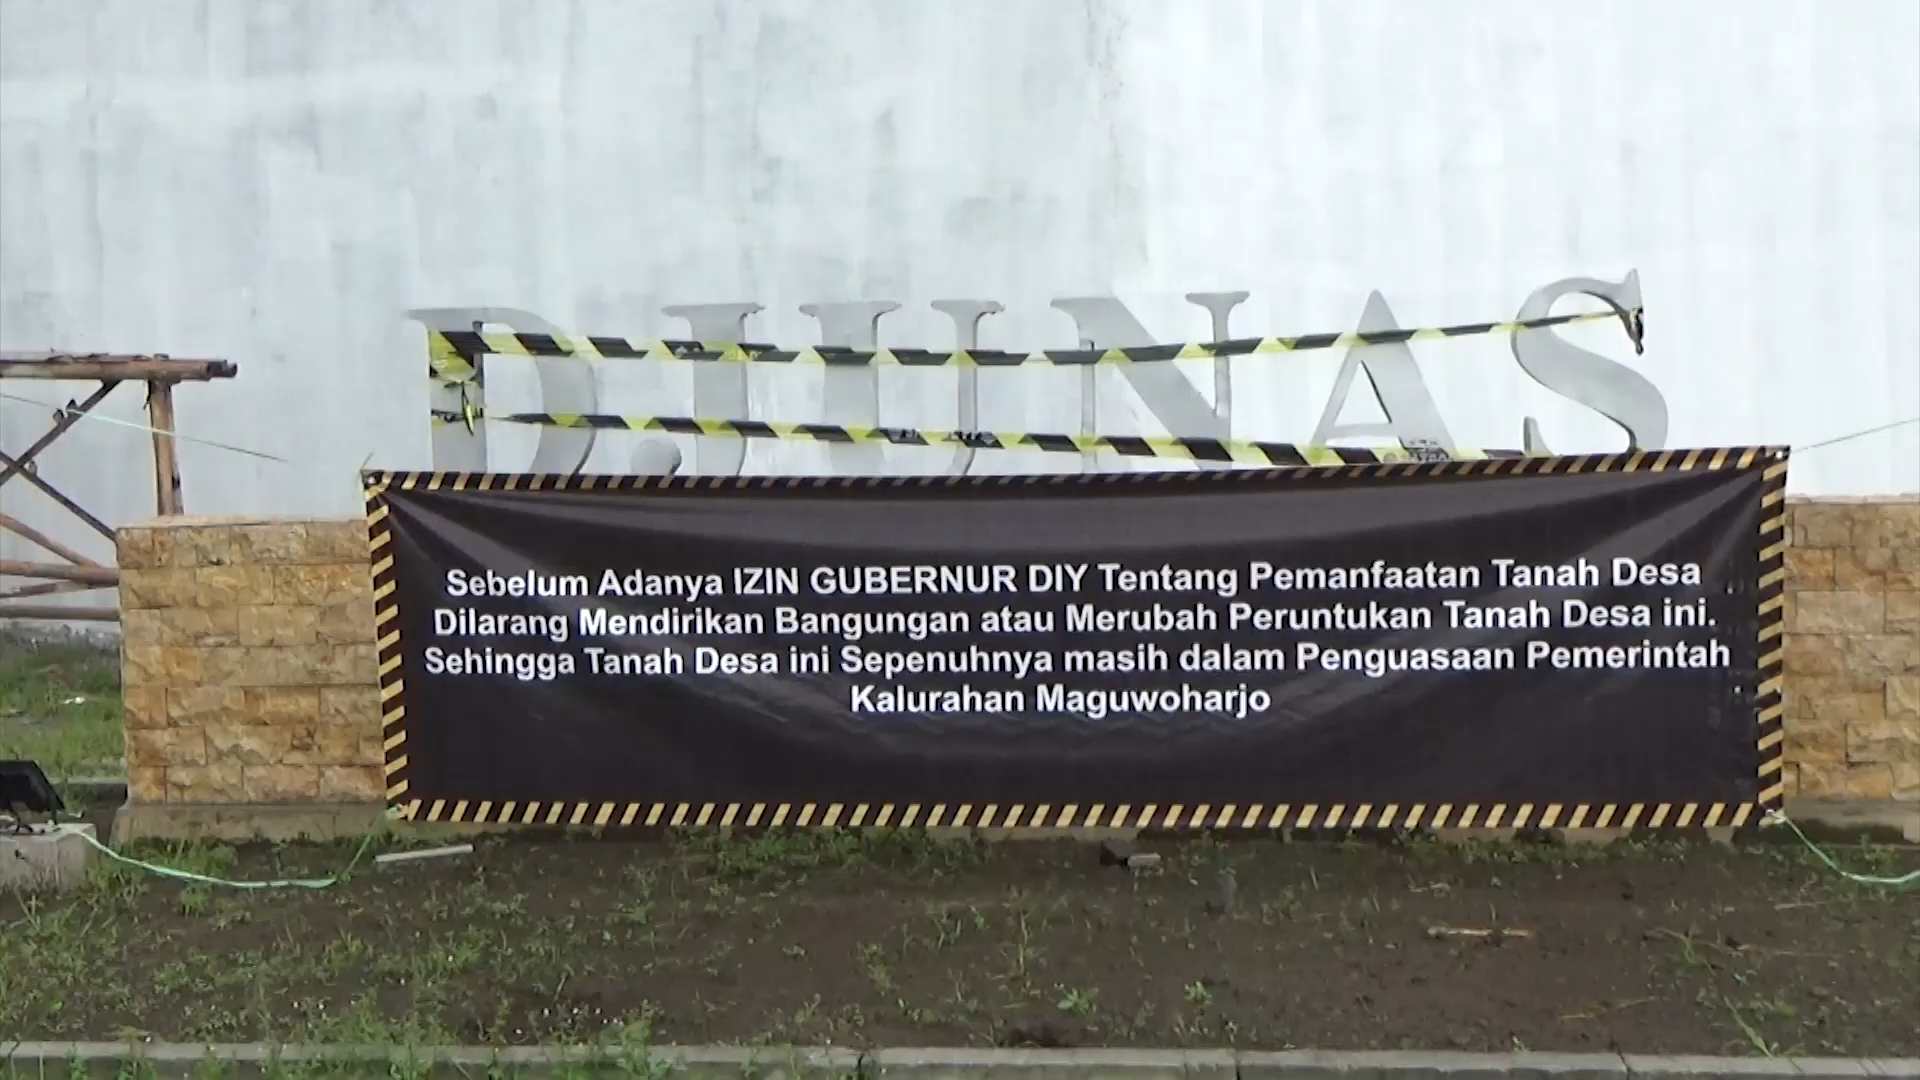 D.JUNAS
Sebelum Adanya IZIN GUBERNUR DIY Tentang Pemanfaatan Tanah Desa
Dilarang Mendirikan Bangungan atau Merubah Peruntukan Tanah Desa ini.
Sehingga Tanah Desa ini Sepenuhnya masih dalam Penguasaan Pemerintah
Kalurahan Maguwoharjo